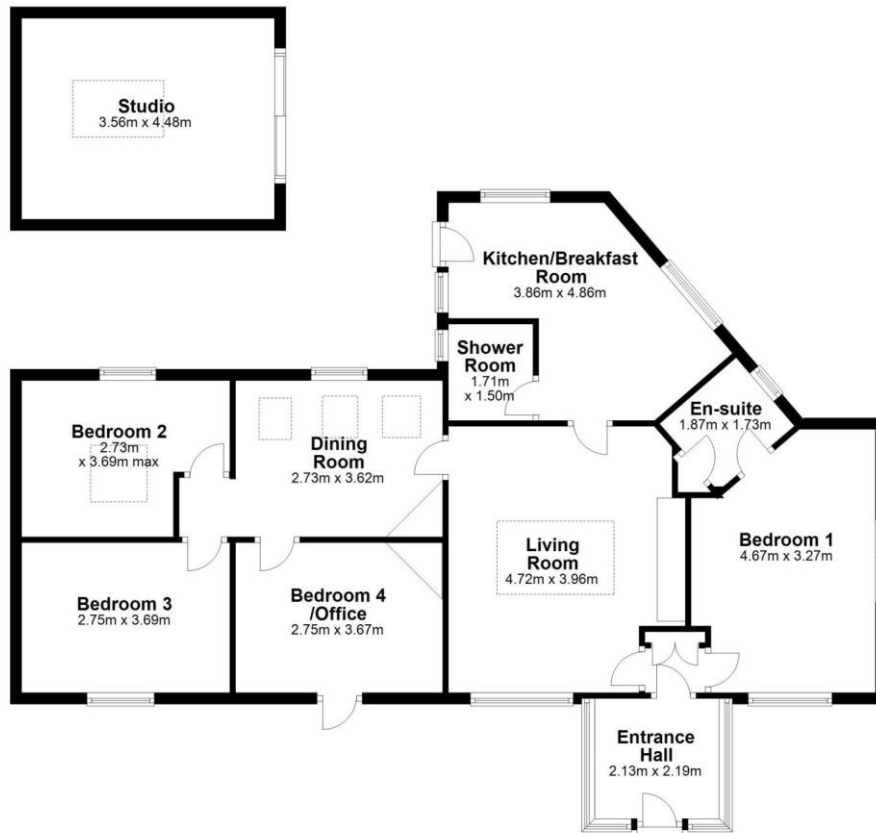 Studio
3.56m x 4.48m
Kitchen/Breakfast
Room
3.86m x 4.86m
Shower
Room
1.71m
x 1.50m
En-suite
1.87m x 1.73m
Bedroom 2
2.73m
x 3.69m max
Dining
Room
2.73m x 3.62m
Living
Room
4.72m x 3.96m
Bedroom 1
4.67m x 3.27m
Bedroom 3
2.75m x 3.69m
Bedroom 4
/Office
2.75m x 3.67m
Entrance
Hall
2.13m x 2.19m